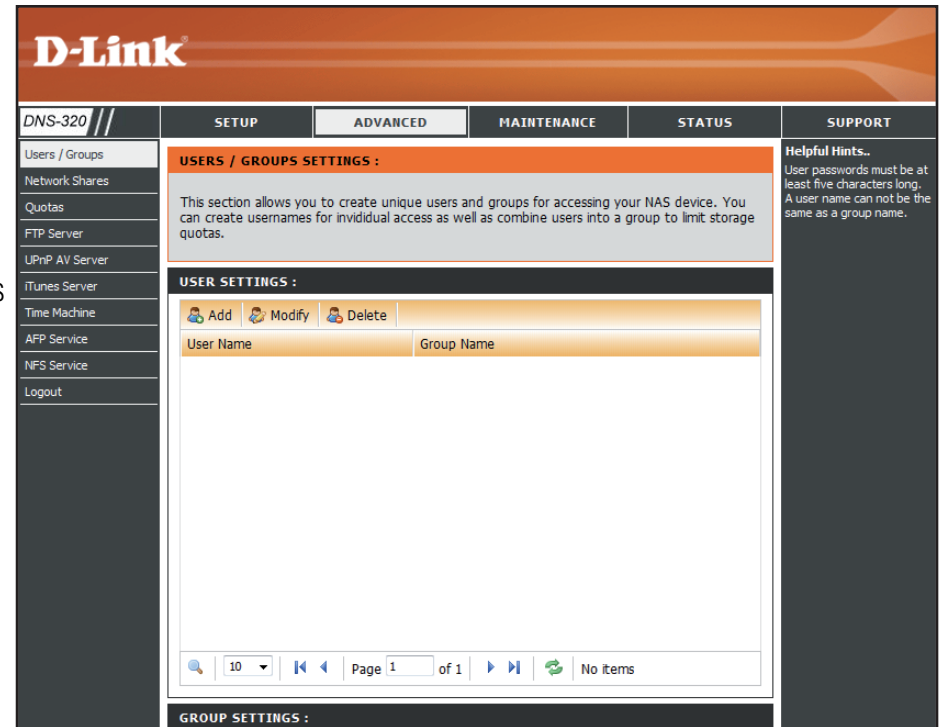 D-Link®
DNS-320
SETUP
ADVANCED
MAINTENANCE
STATUS
SUPPORT
Users / Groups
Network Shares
Quotas
FTP Server
UPnP AV Server
iTunes Server
Time Machine
AFP Service
NFS Service
Logout
S
USERS / GROUPS SETTINGS :
This section allows you to create unique users and groups for accessing your NAS device. You
can create usernames for invididual access as well as combine users into a group to limit storage
quotas.
USER SETTINGS :
Add
Modify
Delete
User Name
Group Name
10
Page 1 of 1
No items
GROUP SETTINGS :
Helpful Hints..
User passwords must be at
least five characters long.
A user name can not be the
same as a group name.